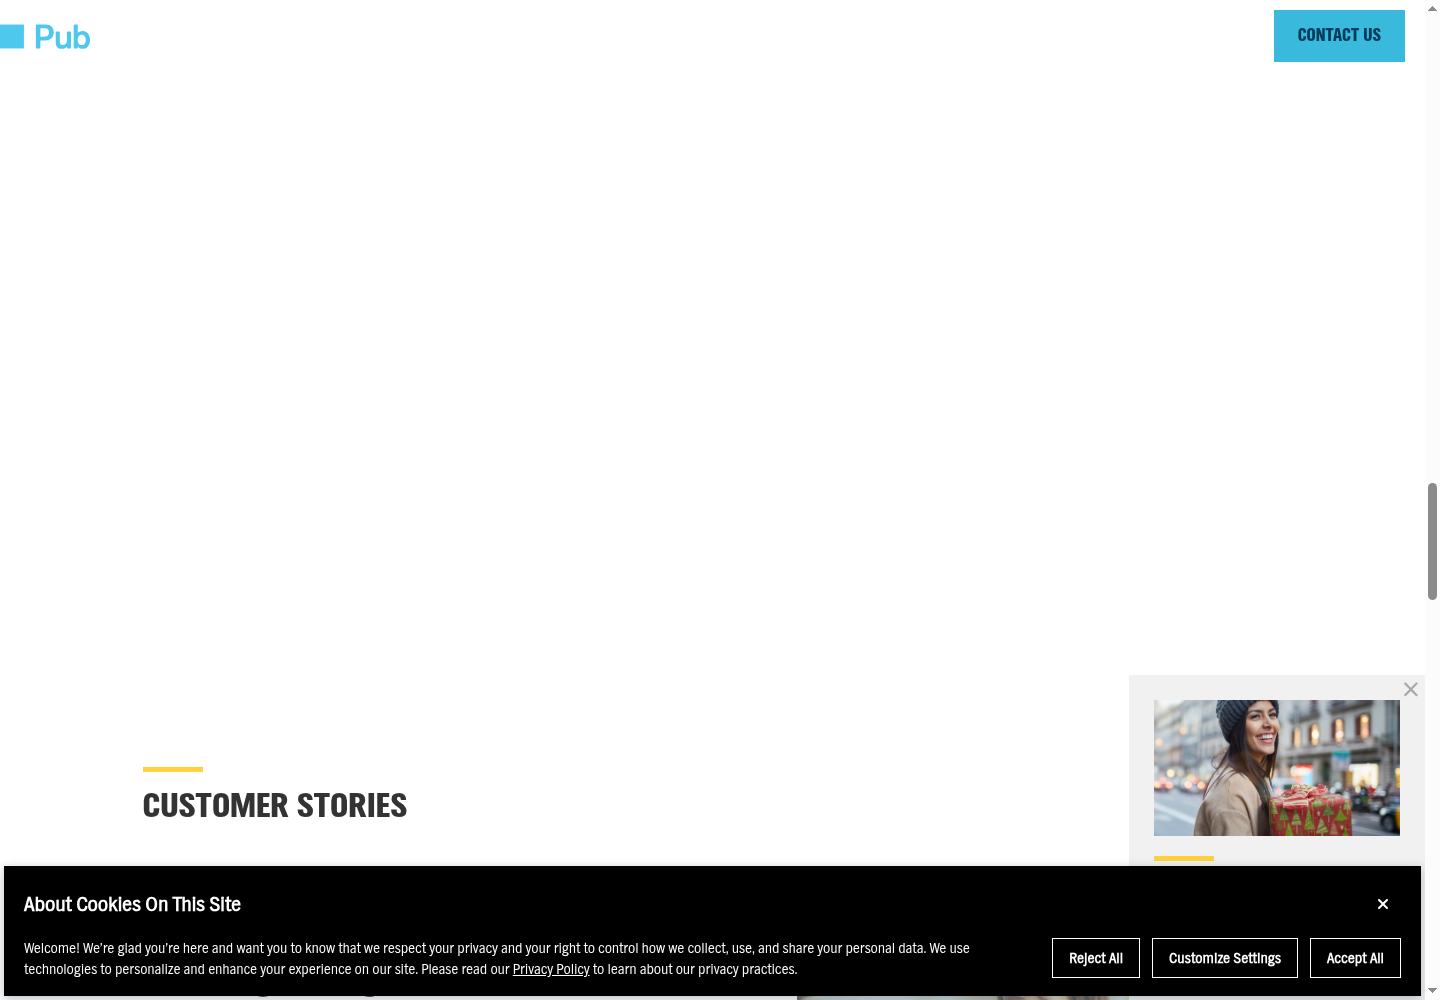 Pub
CONTACT US
CUSTOMER STORIES
About Cookies On This Site
Welcome! We're glad you're here and want you to know that we respect your privacy and your right to control how we collect, use, and share your personal data. We use
technologies to personalize and enhance your experience on our site. Please read our Privacy Policy to learn about our privacy practices.
Reject All
Customize Settings
Accept All